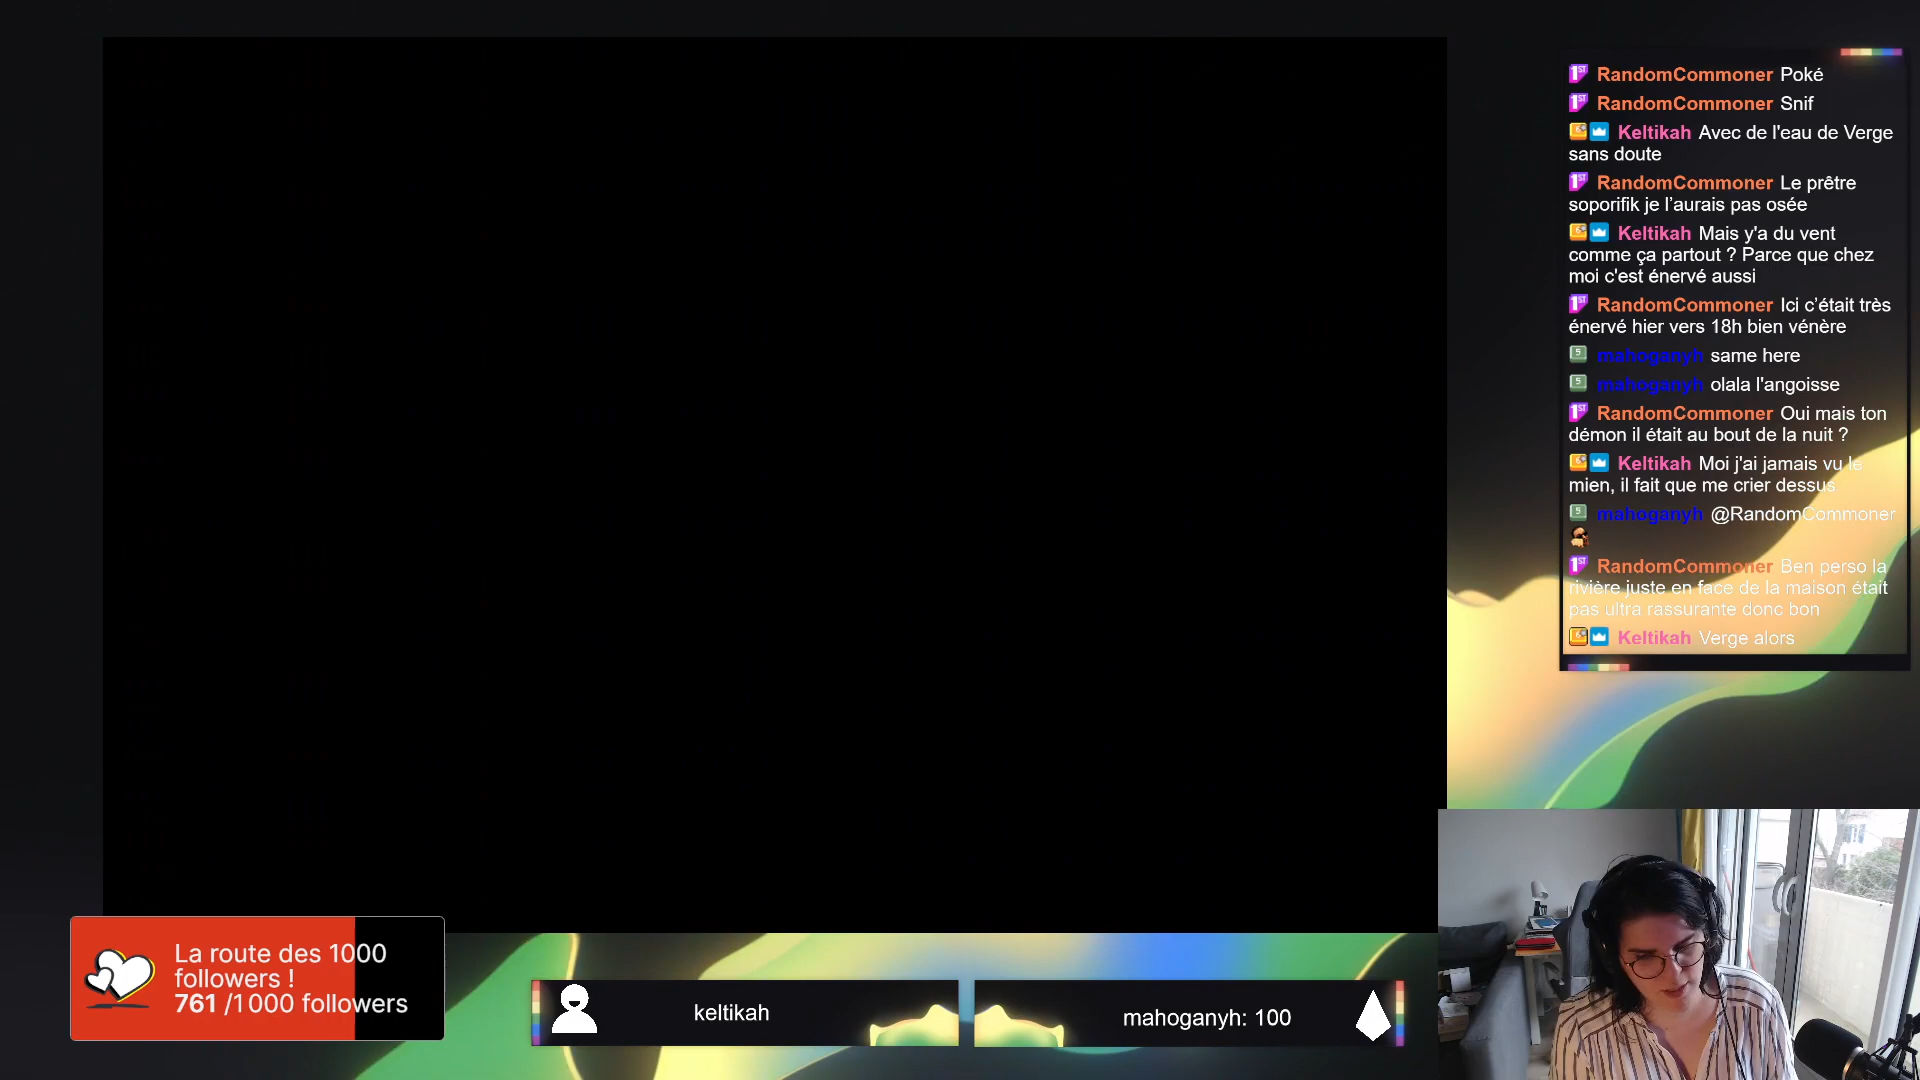 RandomCommoner Poké
RandomCommoner Snif
Keltikah Avec de l'eau de Verge
sans doute
RandomCommoner Le prêtre
soporifik je l’aurais pas osée
Keltikah Mais y'a du vent
comme ça partout ? Parce que chez
moi c'est énervé aussi
RandomCommoner Ici c’était très
énervé hier vers 18h bien vénère
mahoganyh same here
mahoganyh olala l'angoisse
RandomCommoner Oui mais ton
démon il était au bout de la nuit ?
Keltikah Moi j'ai jamais vu le
mien, il fait que me crier dessus
mahoganyh @RandomCommoner
RandomCommoner Ben perso la
rivière juste en face de la maison était
pas ultra rassurante donc bon
Keltikah Verge alors
La route des 1000
followers !
761 /1 000 followers
keltikah
mahoganyh: 100